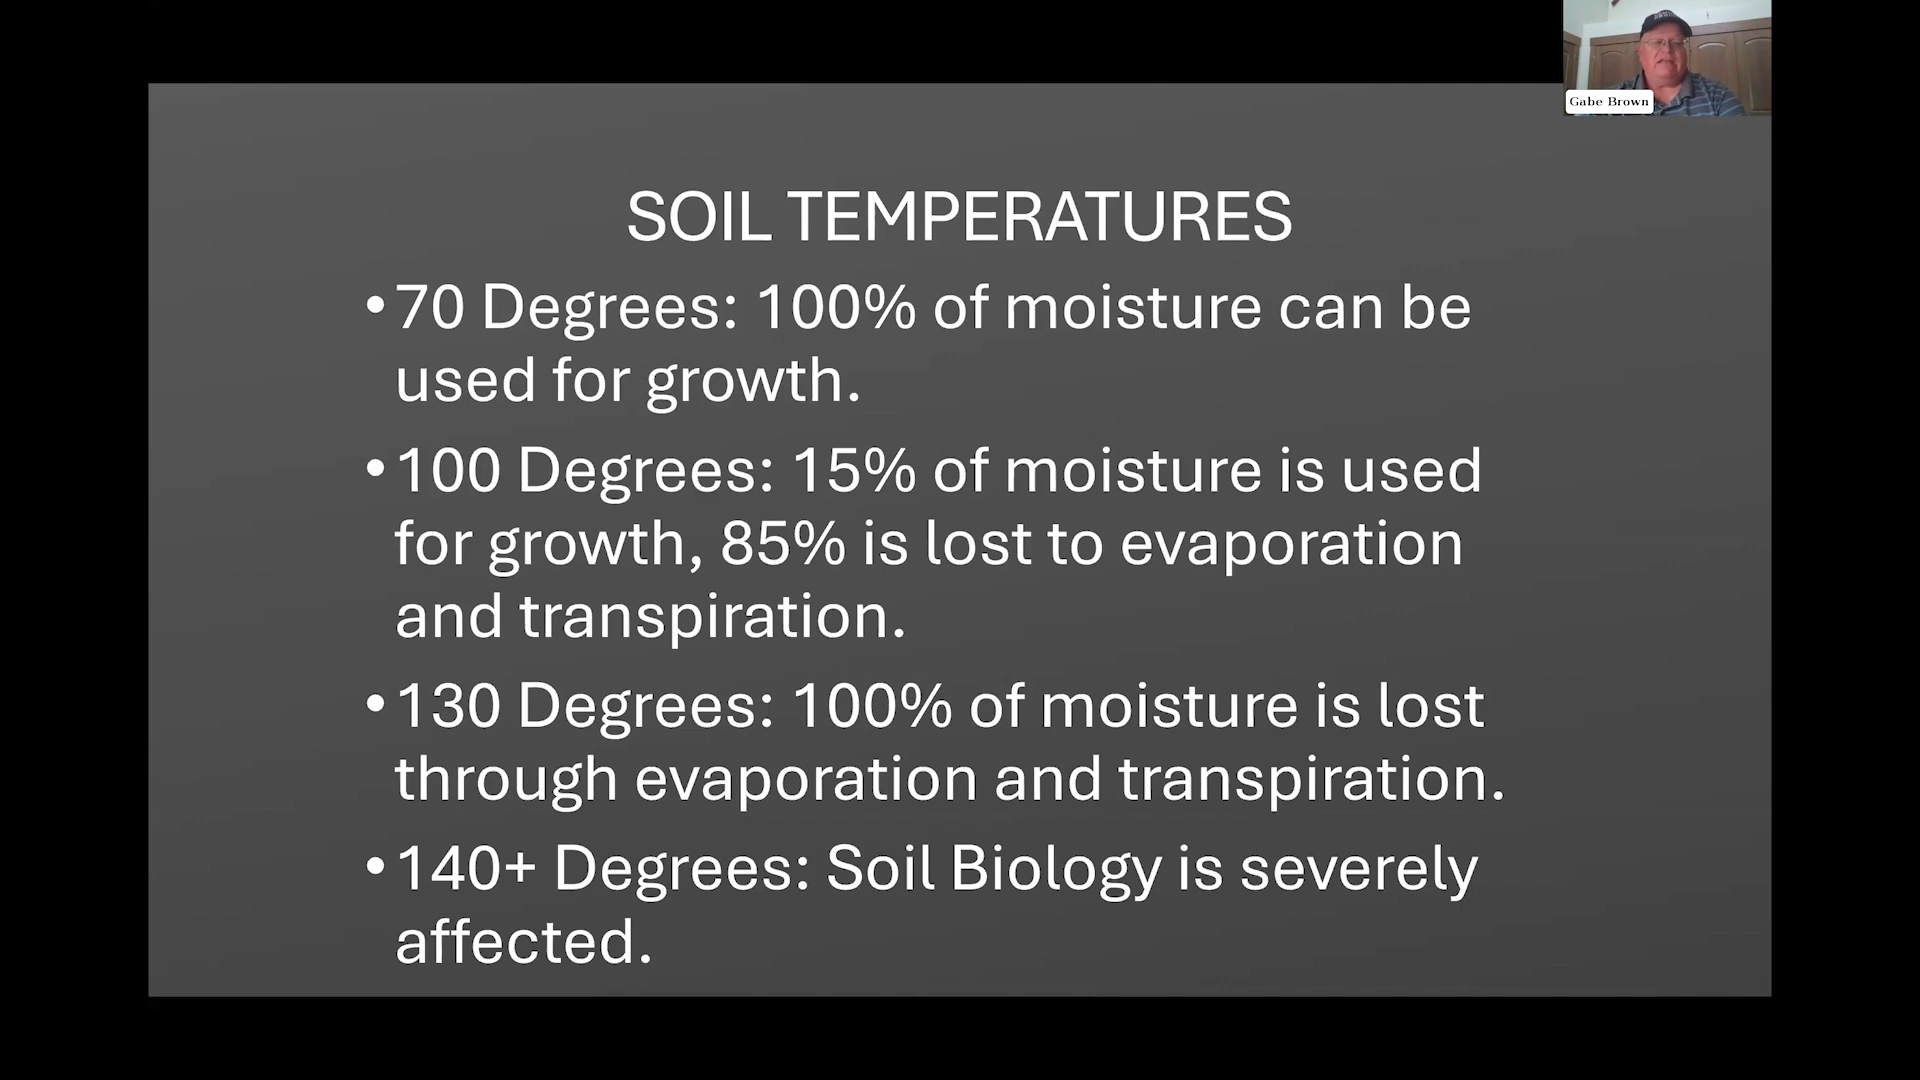 Gabe Brown
SOIL TEMPERATURES
•70 Degrees: 100% of moisture can be
used for growth.
•100 Degrees: 15% of moisture is used
for growth, 85% is lost to evaporation
and transpiration.
•130 Degrees: 100% of moisture is lost
through evaporation and transpiration.
•140+ Degrees: Soil Biology is severely
affected.